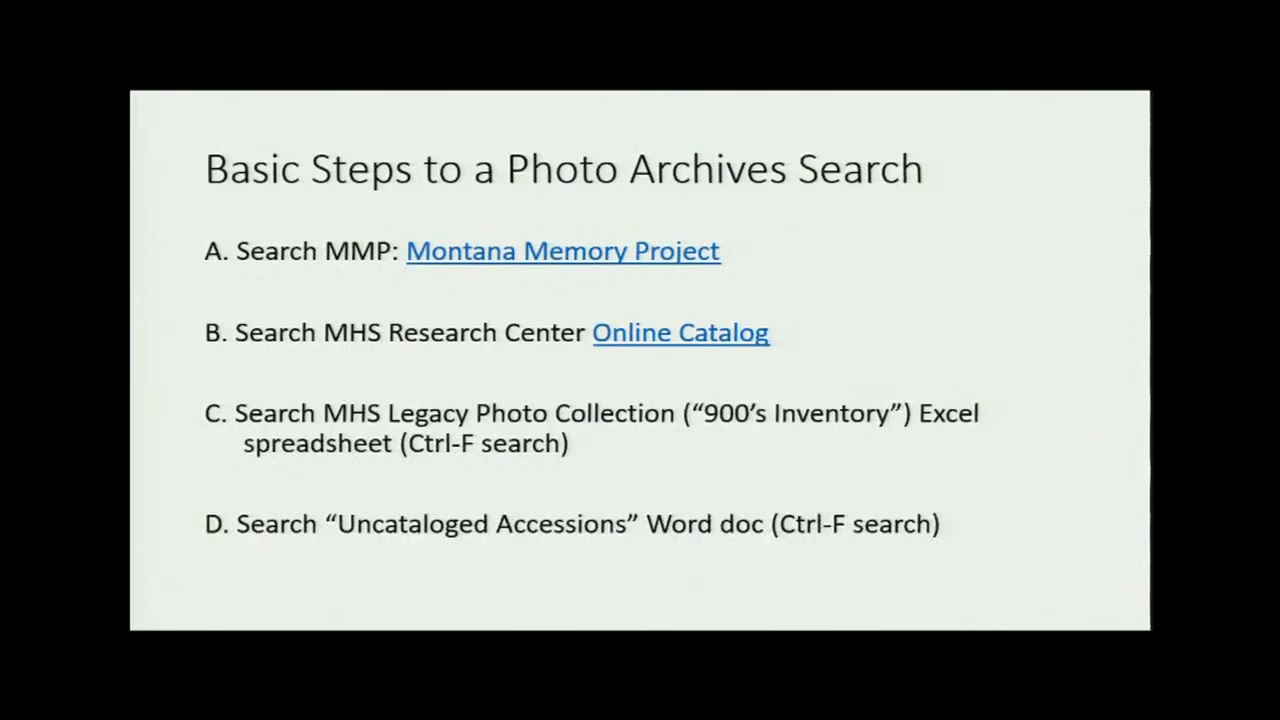 Basic Steps to a Photo Archives Search
A. Search MMP: Montana Memory Project
B. Search MHS Research Center Online Catalog
C. Search MHS Legacy Photo Collection (“900’s Inventory”) Excel
spreadsheet (Ctrl-F search)
D. Search “Uncataloged Accessions” Word doc (Ctrl-F search)